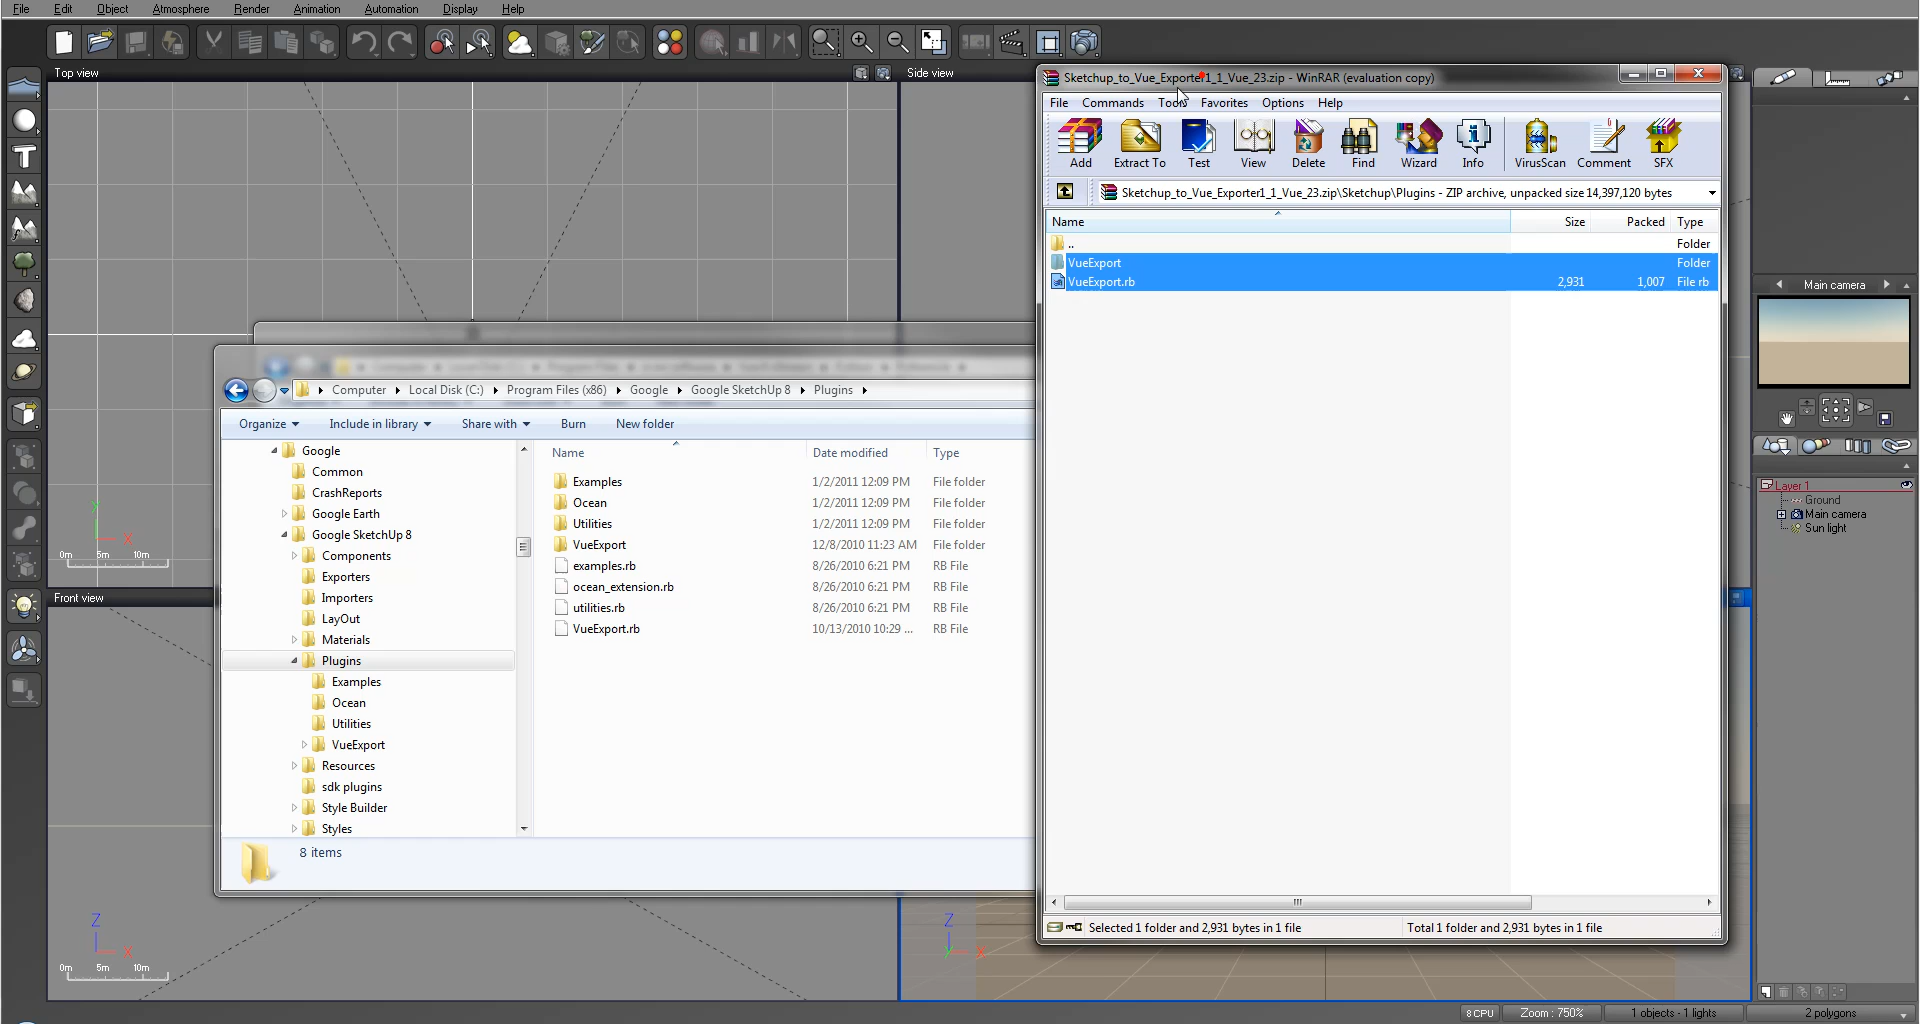 File Edit Object Atmosphere Render Animation Automation Display Help
Top view
Side view
Sketchup_to_Vue_Exporter1_1_Vue_23.zip - WinRAR (evaluation copy)
File Commands Tools Favorites Options Help
Add Extract To Test View Delete Find Wizard Info VirusScan Comment SFX
Sketchup_to_Vue_Exporter1_1_Vue_23.zip\Sketchup\Plugins - ZIP archive, unpacked size 14,397,120 bytes
Name Size Packed Type
.. Folder
VueExport Folder
VueExport.rb 2,931 1,007 File rb
Selected 1 folder and 2,931 bytes in 1 file
Total 1 folder and 2,931 bytes in 1 file
Computer Local Disk (C:) Program Files (x86) Google Google SketchUp 8 Plugins
Organize Include in library Share with Burn New folder
Google
Common
CrashReports
Google Earth
Google SketchUp 8
Components
Exporters
Importers
LayOut
Materials
Plugins
Examples
Ocean
Utilities
VueExport
Resources
sdk plugins
Style Builder
Styles
Name Date modified Type
Examples 1/2/2011 12:09 PM File folder
Ocean 1/2/2011 12:09 PM File folder
Utilities 1/2/2011 12:09 PM File folder
VueExport 12/8/2010 11:23 AM File folder
examples.rb 8/26/2010 6:21 PM RB File
ocean_extension.rb 8/26/2010 6:21 PM RB File
utilities.rb 8/26/2010 6:21 PM RB File
VueExport.rb 10/13/2010 10:29 ... RB File
8 items
Y
X
0m 5m 10m
Front view
Z
X
0m 5m 10m
Z
Y X
Main camera
Layer 1
Ground
Main camera
Sun light
8 CPU Zoom : 750% 1 objects - 1 lights 2 polygons